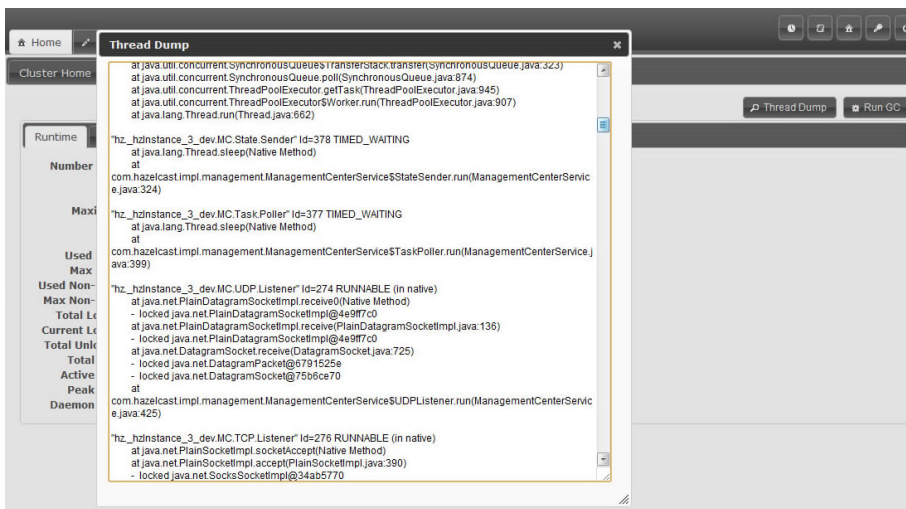 Home
Thread Dump
Cluster Home
Thread Dump
Run GC
Runtime
Number
Maxi
Used
Max
Used Non-
Max Non-
Total Lo
Current Lo
Total Unlo
Total
Active
Peak
Daemon
at java.util.concurrent.SynchronousQueue$TransferStack.transfer(SynchronousQueue.java:323)
at java.util.concurrent.SynchronousQueue.poll(SynchronousQueue.java:874)
at java.util.concurrent.ThreadPoolExecutor.getTask(ThreadPoolExecutor.java:945)
at java.util.concurrent.ThreadPoolExecutor$Worker.run(ThreadPoolExecutor.java:907)
at java.lang.Thread.run(Thread.java:662)
"hz._hzInstance_3_dev.MC.State.Sender" Id=378 TIMED_WAITING
at java.lang.Thread.sleep(Native Method)
at
com.hazelcast.impl.management.ManagementCenterService$StateSender.run(ManagementCenterServic
e.java:324)
"hz._hzInstance_3_dev.MC.Task.Poller" Id=377 TIMED_WAITING
at java.lang.Thread.sleep(Native Method)
at
com.hazelcast.impl.management.ManagementCenterService$TaskPoller.run(ManagementCenterService.j
ava:399)
"hz._hzInstance_3_dev.MC.UDP.Listener" Id=274 RUNNABLE (in native)
at java.net.PlainDatagramSocketImpl.receive0(Native Method)
- locked java.net.PlainDatagramSocketImpl@4e9ff7c0
at java.net.PlainDatagramSocketImpl.receive(PlainDatagramSocketImpl.java:136)
- locked java.net.PlainDatagramSocketImpl@4e9ff7c0
at java.net.DatagramSocket.receive(DatagramSocket.java:725)
- locked java.net.DatagramPacket@6791525e
- locked java.net.DatagramSocket@75b6ce70
at
com.hazelcast.impl.management.ManagementCenterService$UDPListener.run(ManagementCenterServic
e.java:425)
"hz._hzInstance_3_dev.MC.TCP.Listener" Id=276 RUNNABLE (in native)
at java.net.PlainSocketImpl.socketAccept(Native Method)
at java.net.PlainSocketImpl.accept(PlainSocketImpl.java:390)
- locked java.net.SocksSocketImpl@34ab5770